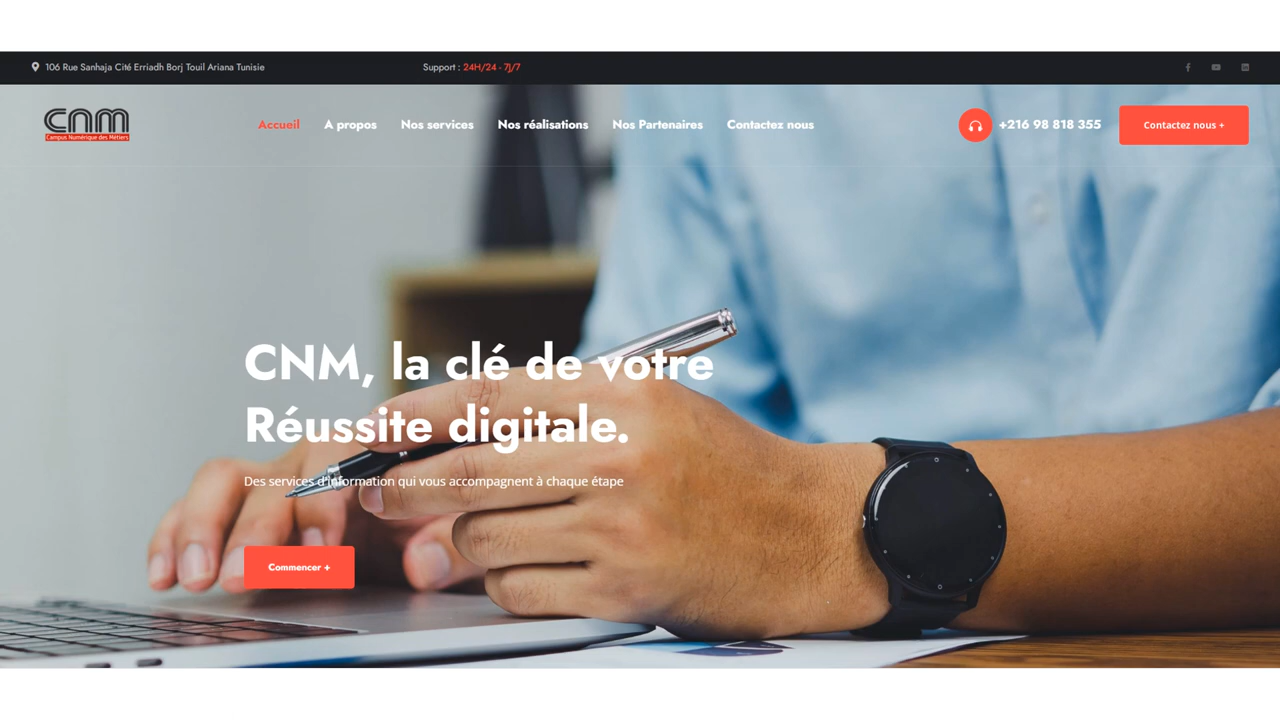 106 Rue Sanhaja Cité Erriadh Borj Touil Ariana Tunisie
Support : 24H/24 - 7J/7
cnm
Campus Numérique des Métiers
Accueil
A propos
Nos services
Nos réalisations
Nos Partenaires
Contactez nous
+216 98 818 355
Contactez nous +
CNM, la clé de votre
Réussite digitale.
Des services d'information qui vous accompagnent à chaque étape
Commencer +